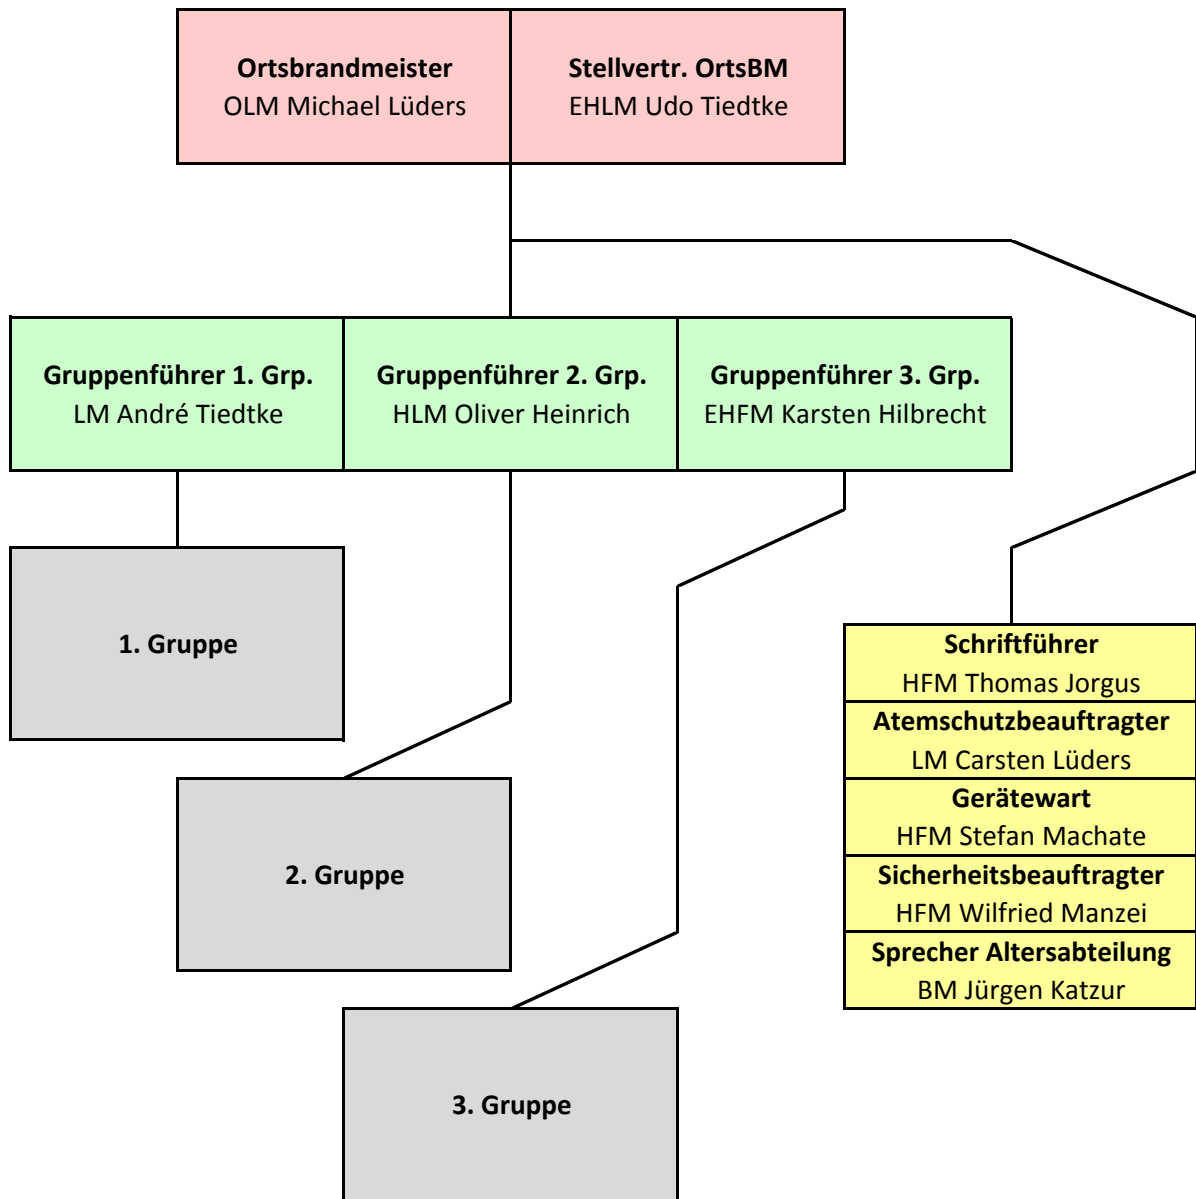 Ortsbrandmeister
OLM Michael Lüders
Stellvertr. OrtsBM
EHLM Udo Tiedtke
Gruppenführer 1. Grp.
LM André Tiedtke
Gruppenführer 2. Grp.
HLM Oliver Heinrich
Gruppenführer 3. Grp.
EHFM Karsten Hilbrecht
1. Gruppe
2. Gruppe
3. Gruppe
Schriftführer
HFM Thomas Jorgus
Atemschutzbeauftragter
LM Carsten Lüders
Gerätewart
HFM Stefan Machate
Sicherheitsbeauftragter
HFM Wilfried Manzei
Sprecher Altersabteilung
BM Jürgen Katzur